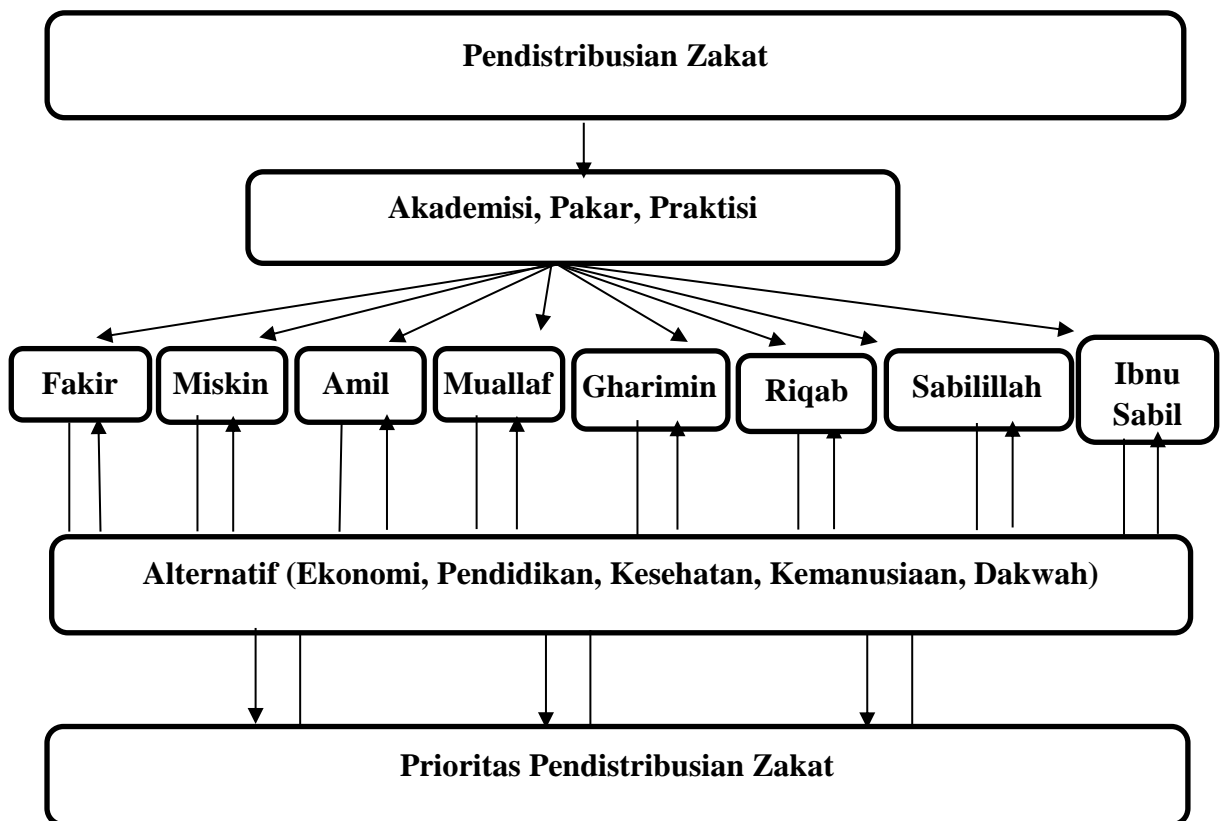 Pendistribusian Zakat
Akademisi, Pakar, Praktisi
Fakir
Miskin
Amil
Muallaf
Gharimin
Riqab
Sabilillah
Ibnu
Sabil
Alternatif (Ekonomi, Pendidikan, Kesehatan, Kemanusiaan, Dakwah)
Prioritas Pendistribusian Zakat